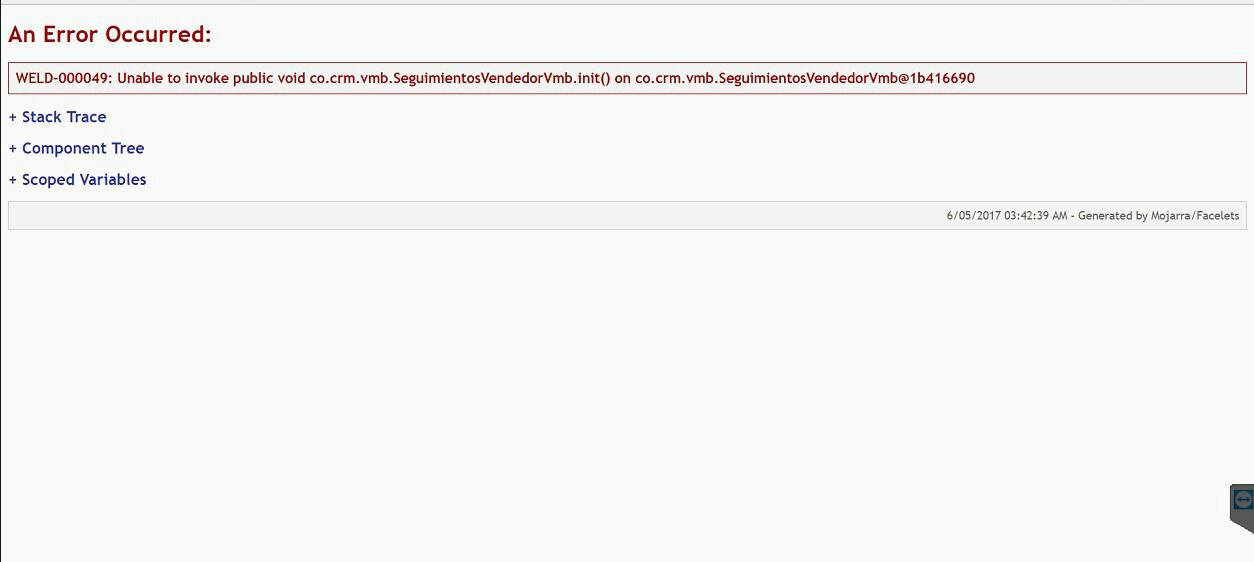 An Error Occurred:
WELD-000049: Unable to invoke public void co.crm.vmb.SeguimientosVendedorVmb.init() on co.crm.vmb.SeguimientosVendedorVmb@1b416690
+ Stack Trace
+ Component Tree
+ Scoped Variables
6/05/2017 03:42:39 AM - Generated by Mojarra/Facelets